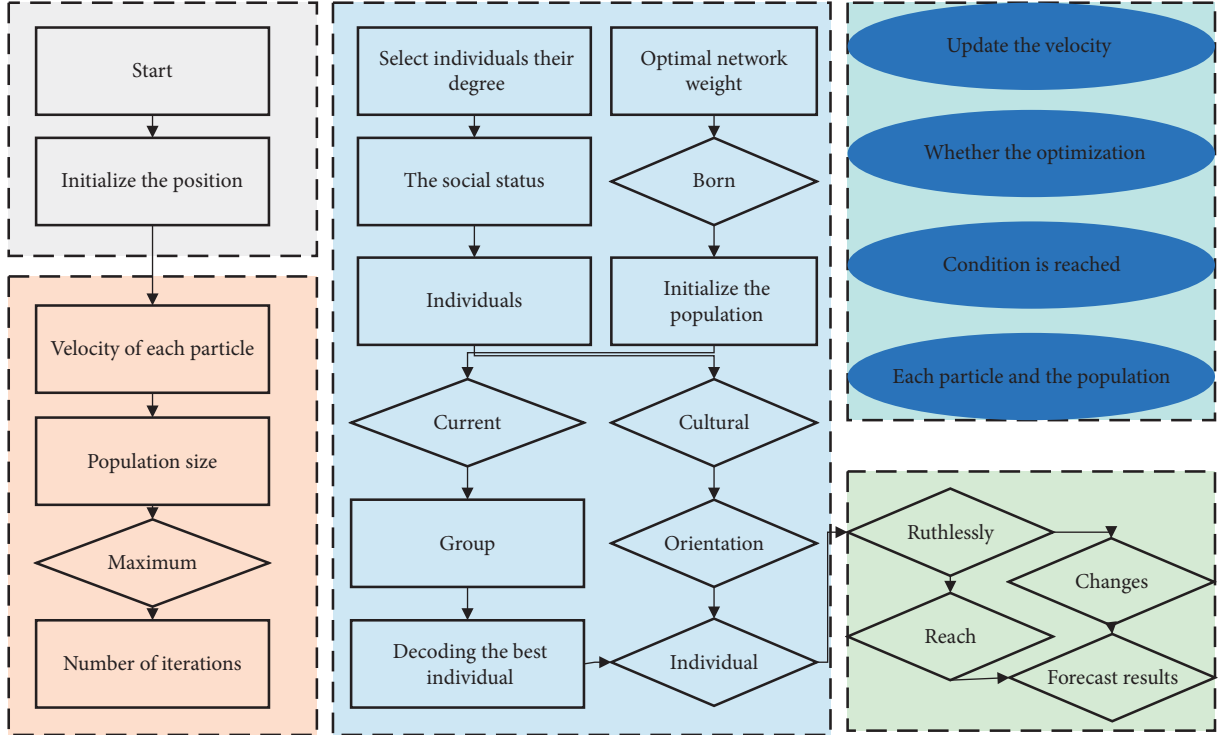 Start
Initialize the position
Velocity of each particle
Population size
Maximum
Number of iterations
Select individuals their
degree
The social status
Individuals
Current
Group
Decoding the best
individual
Optimal network
weight
Born
Initialize the
population
Cultural
Orientation
Individual
Update the velocity
Whether the optimization
Condition is reached
Each particle and the population
Ruthlessly
Changes
Reach
Forecast results